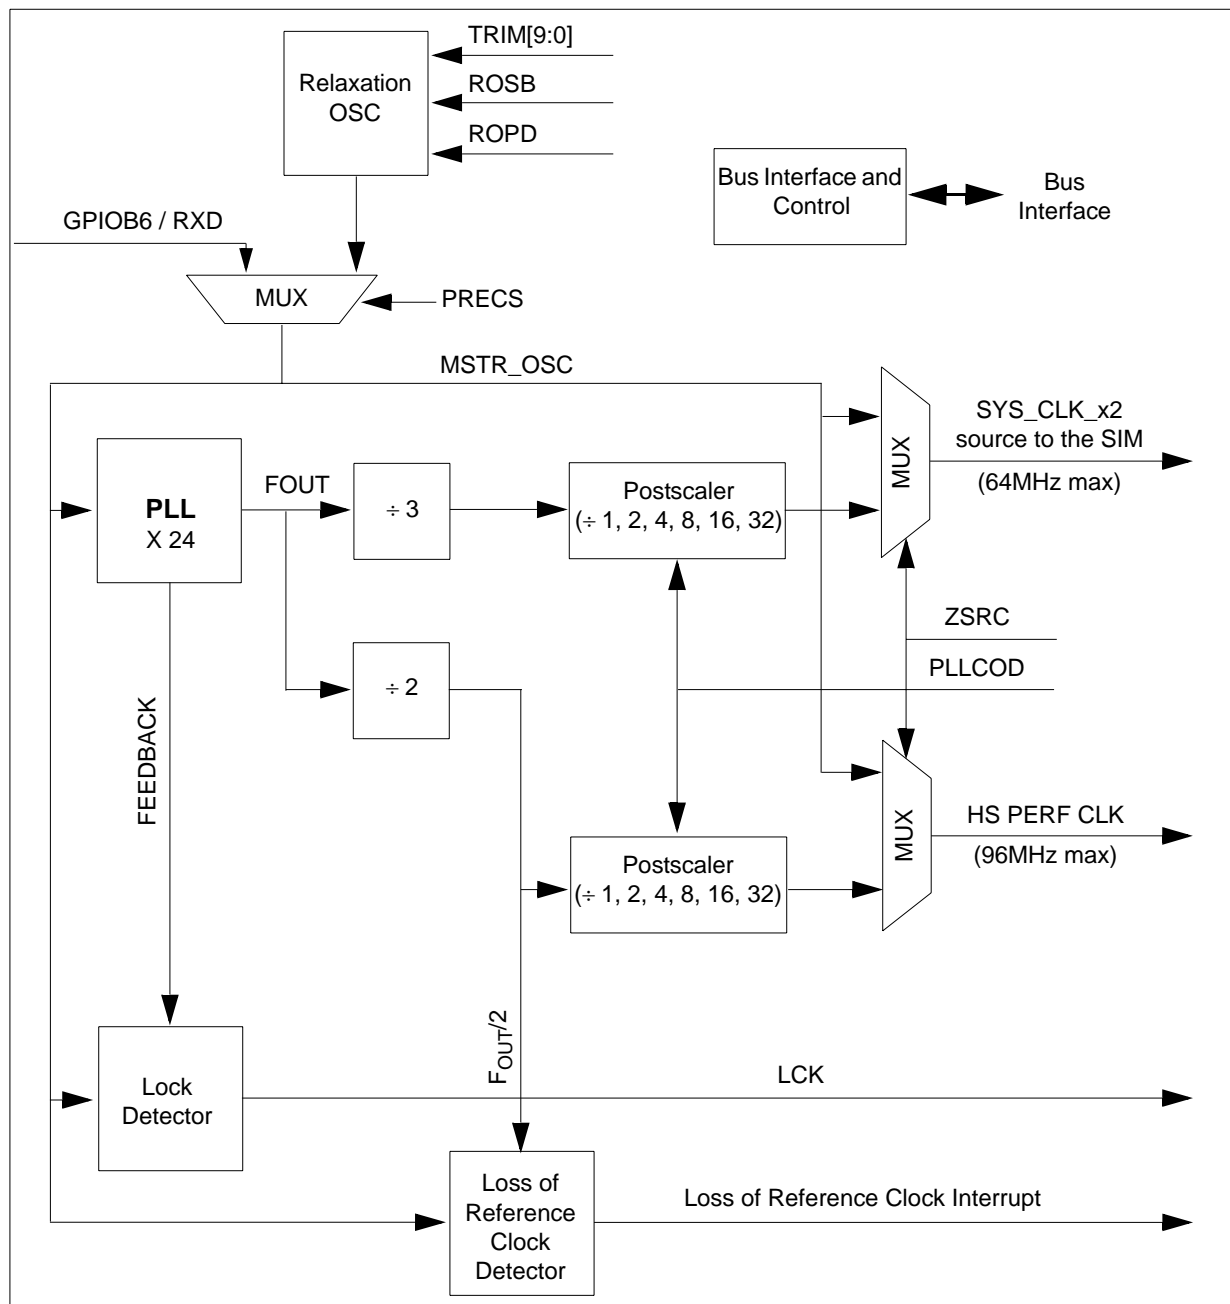 TRIM[9:0]
Relaxation
OSC
ROSB
ROPD
Bus Interface and
Control
Bus
Interface
GPIOB6 / RXD
MUX
PRECS
MSTR_OSC
SYS_CLK_x2
source to the SIM
(64MHz max)
MUX
PLL
X 24
FOUT
÷ 3
Postscaler
(÷ 1, 2, 4, 8, 16, 32)
ZSRC
PLLCOD
÷ 2
FEEDBACK
MUX
HS PERF CLK
(96MHz max)
Postscaler
(÷ 1, 2, 4, 8, 16, 32)
FOUT/2
Lock
Detector
LCK
Loss of
Reference
Clock
Detector
Loss of Reference Clock Interrupt